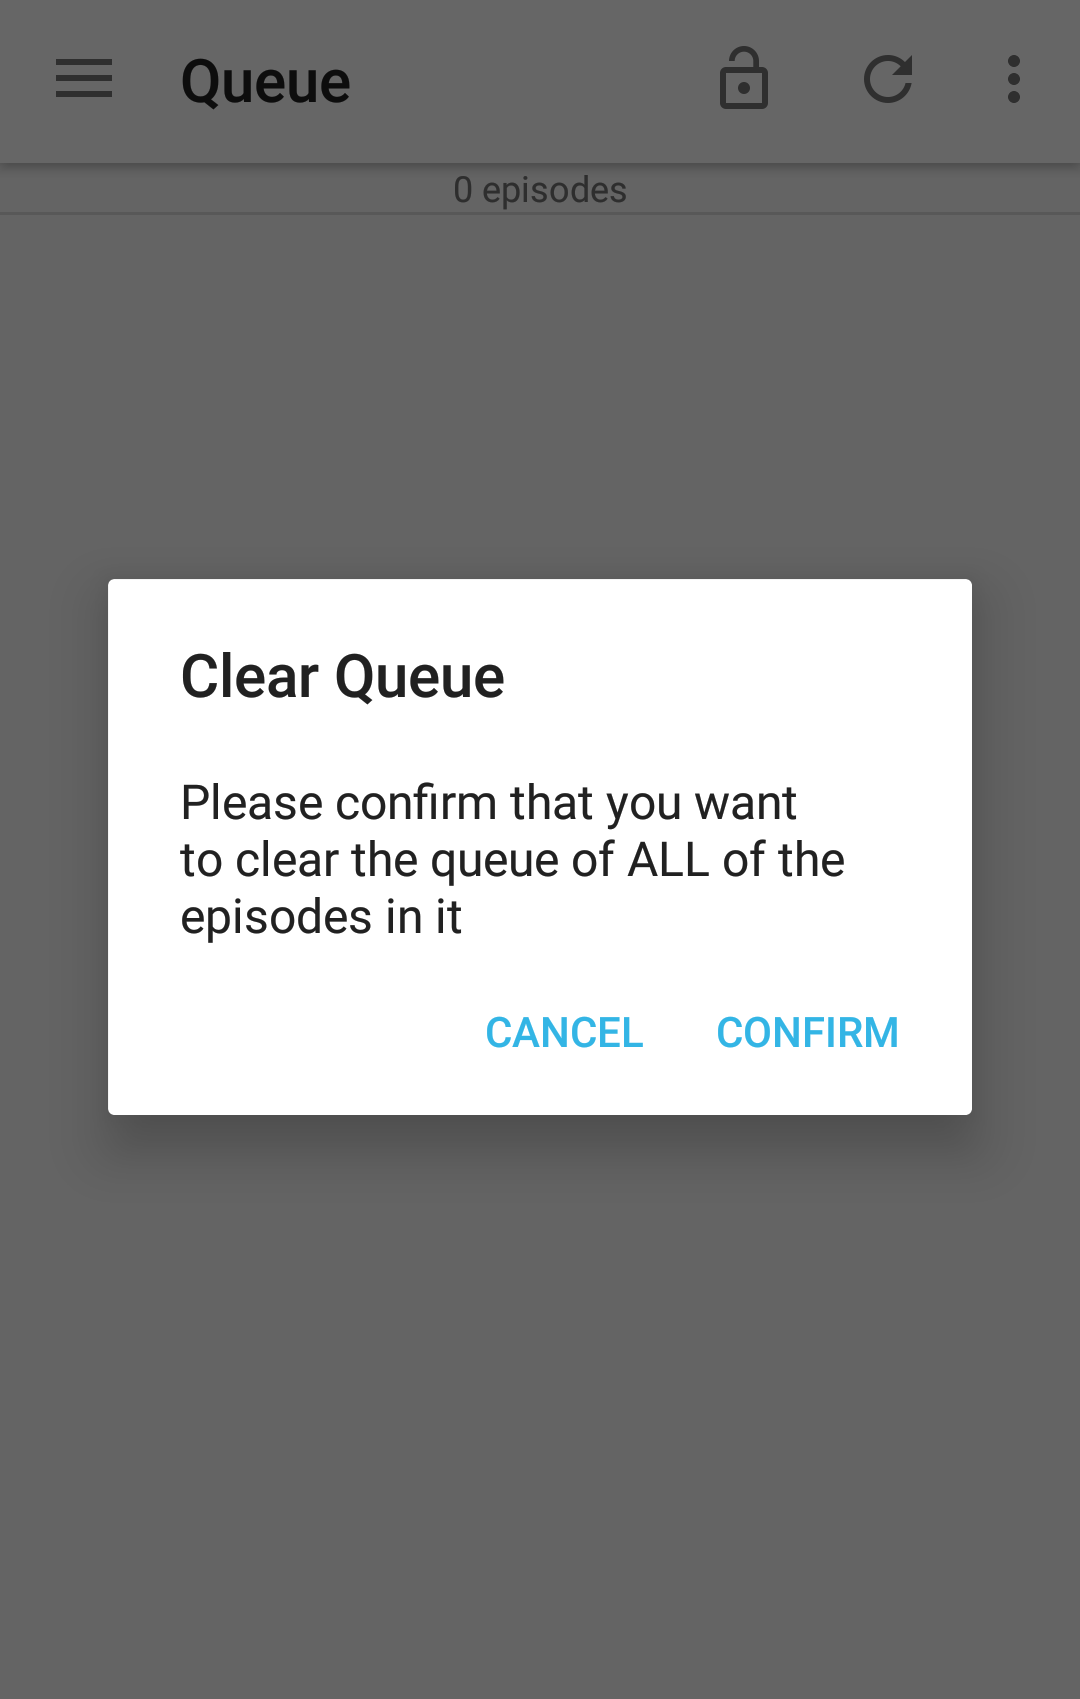 Queue
0 episodes
Clear Queue
Please confirm that you want
to clear the queue of ALL of the
episodes in it
CANCEL CONFIRM